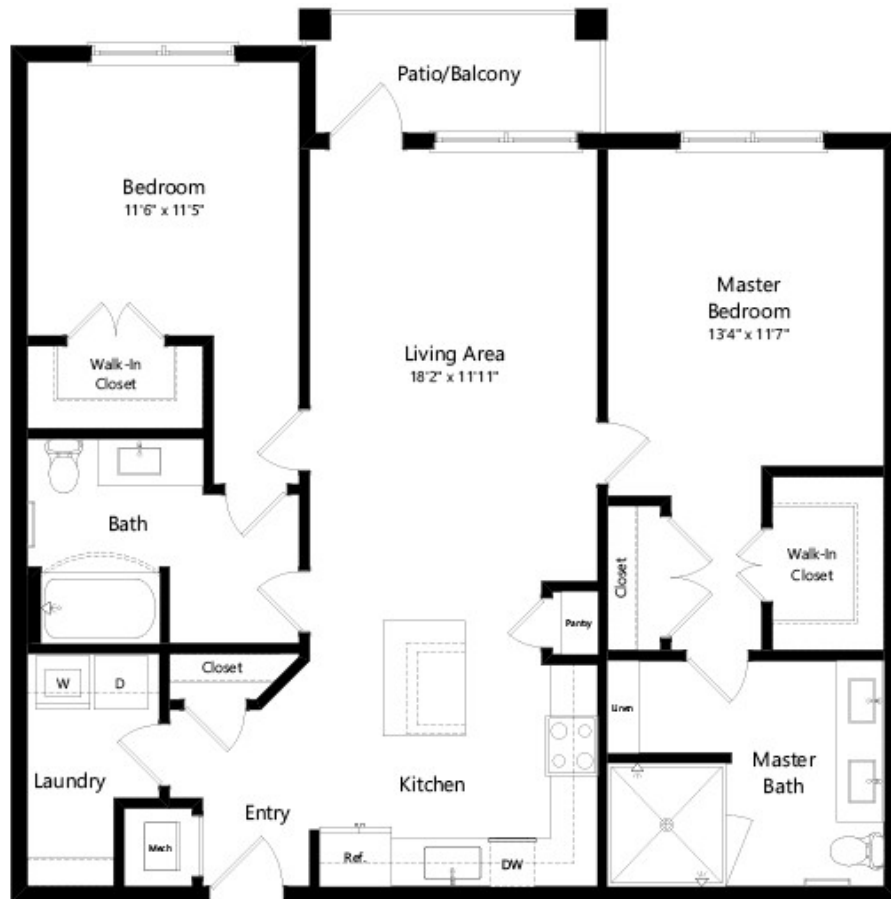 Patio/Balcony
Bedroom
11'6" x 11'5"
Master
Bedroom
13'4" x 11'7"
Living Area
18'2" x 11'11"
Walk-In
Closet
Bath
Closet
Walk-In
Closet
Pantry
Closet
W
D
Linen
Laundry
Kitchen
Master
Bath
Entry
Mech
Ref.
DW